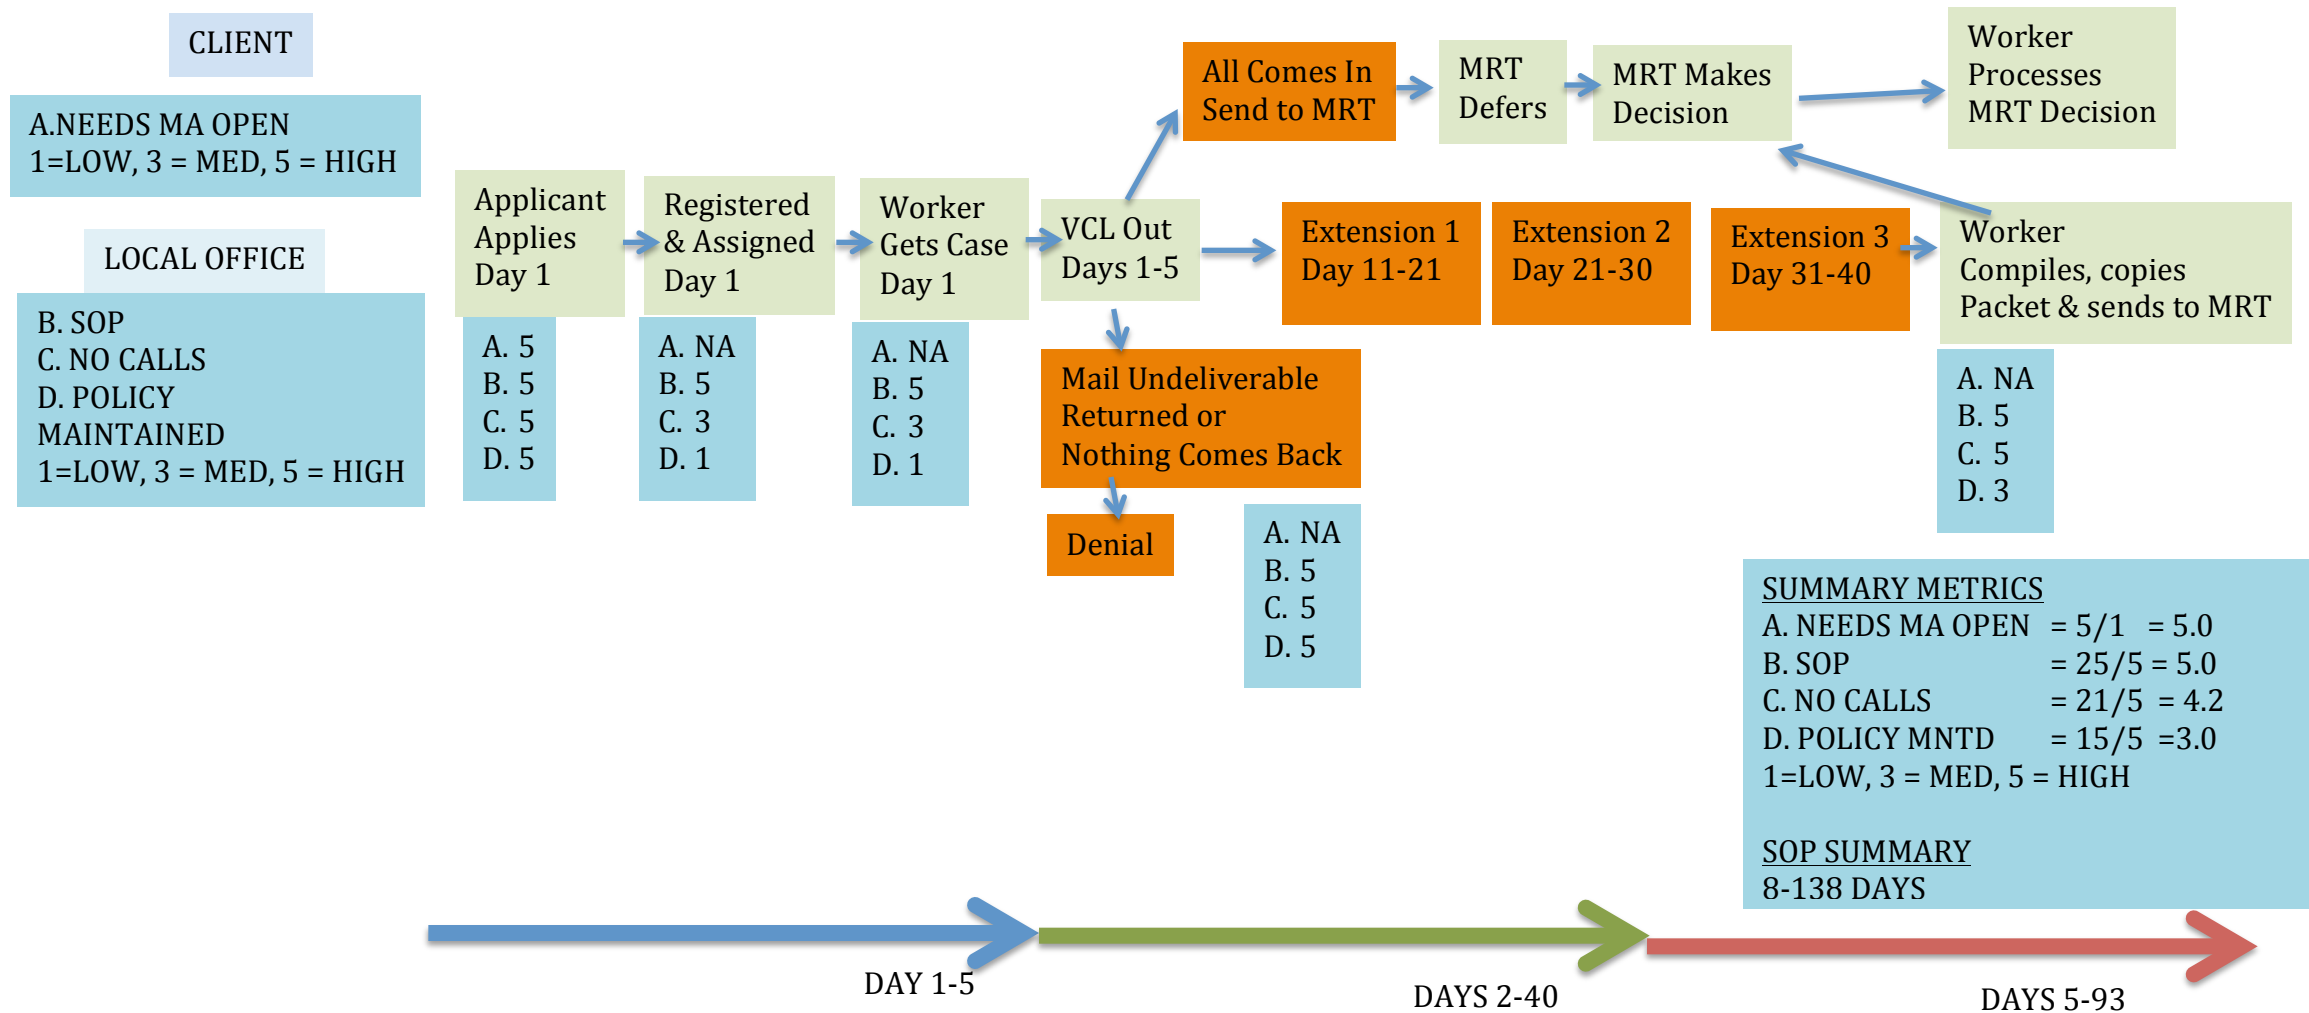 CLIENT
A.NEEDS MA OPEN
1=LOW, 3 = MED, 5 = HIGH
LOCAL OFFICE
B. SOP
C. NO CALLS
D. POLICY
MAINTAINED
1=LOW, 3 = MED, 5 = HIGH
Applicant
Applies
Day 1
A. 5
B. 5
C. 5
D. 5
Registered
& Assigned
Day 1
A. NA
B. 5
C. 3
D. 1
Worker
Gets Case
Day 1
A. NA
B. 5
C. 3
D. 1
VCL Out
Days 1-5
All Comes In
Send to MRT
MRT
Defers
MRT Makes
Decision
Worker
Processes
MRT Decision
Extension 1
Day 11-21
Extension 2
Day 21-30
Extension 3
Day 31-40
Worker
Compiles, copies
Packet & sends to MRT
A. NA
B. 5
C. 5
D. 3
Mail Undeliverable
Returned or
Nothing Comes Back
Denial
A. NA
B. 5
C. 5
D. 5
SUMMARY METRICS
A. NEEDS MA OPEN = 5/1 = 5.0
B. SOP = 25/5 = 5.0
C. NO CALLS = 21/5 = 4.2
D. POLICY MNTD = 15/5 =3.0
1=LOW, 3 = MED, 5 = HIGH
SOP SUMMARY
8-138 DAYS
DAY 1-5
DAYS 2-40
DAYS 5-93